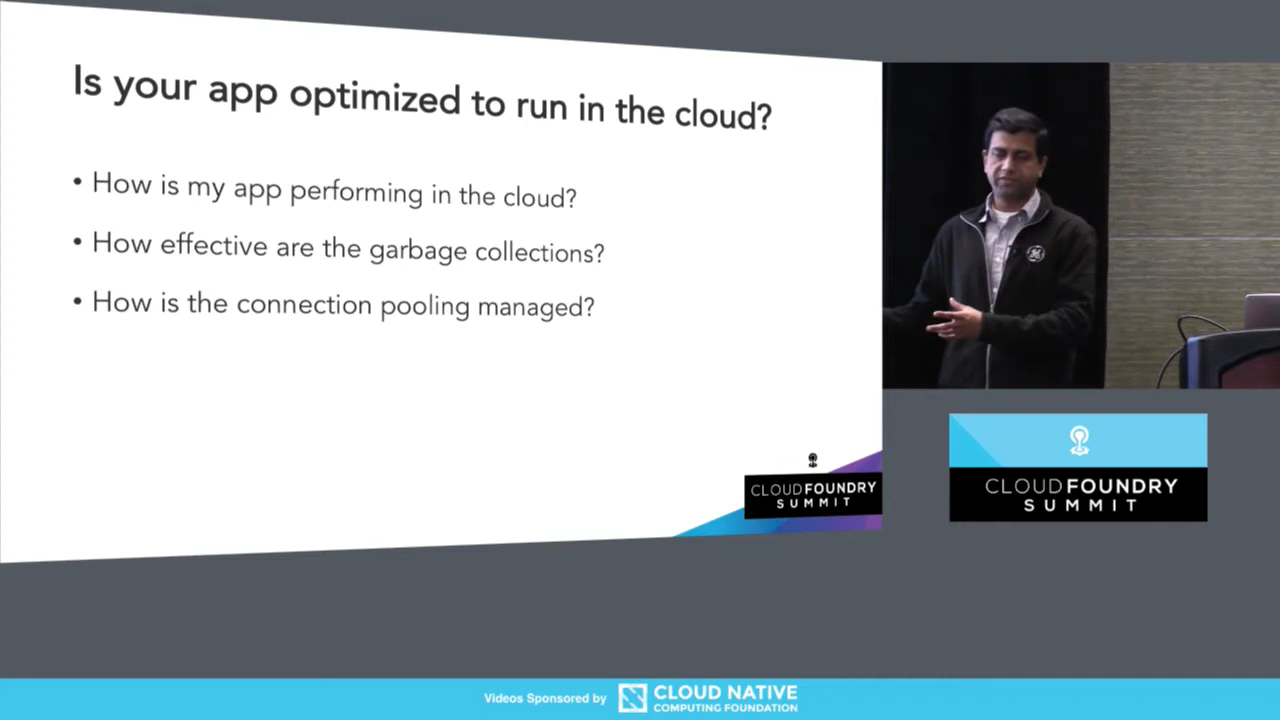 Is your app optimized to run in the cloud?
• How is my app performing in the cloud?
• How effective are the garbage collections?
• How is the connection pooling managed?
CLOUDFOUNDRY
SUMMIT
CLOUDFOUNDRY
SUMMIT
Videos Sponsored by
CLOUD NATIVE
COMPUTING FOUNDATION